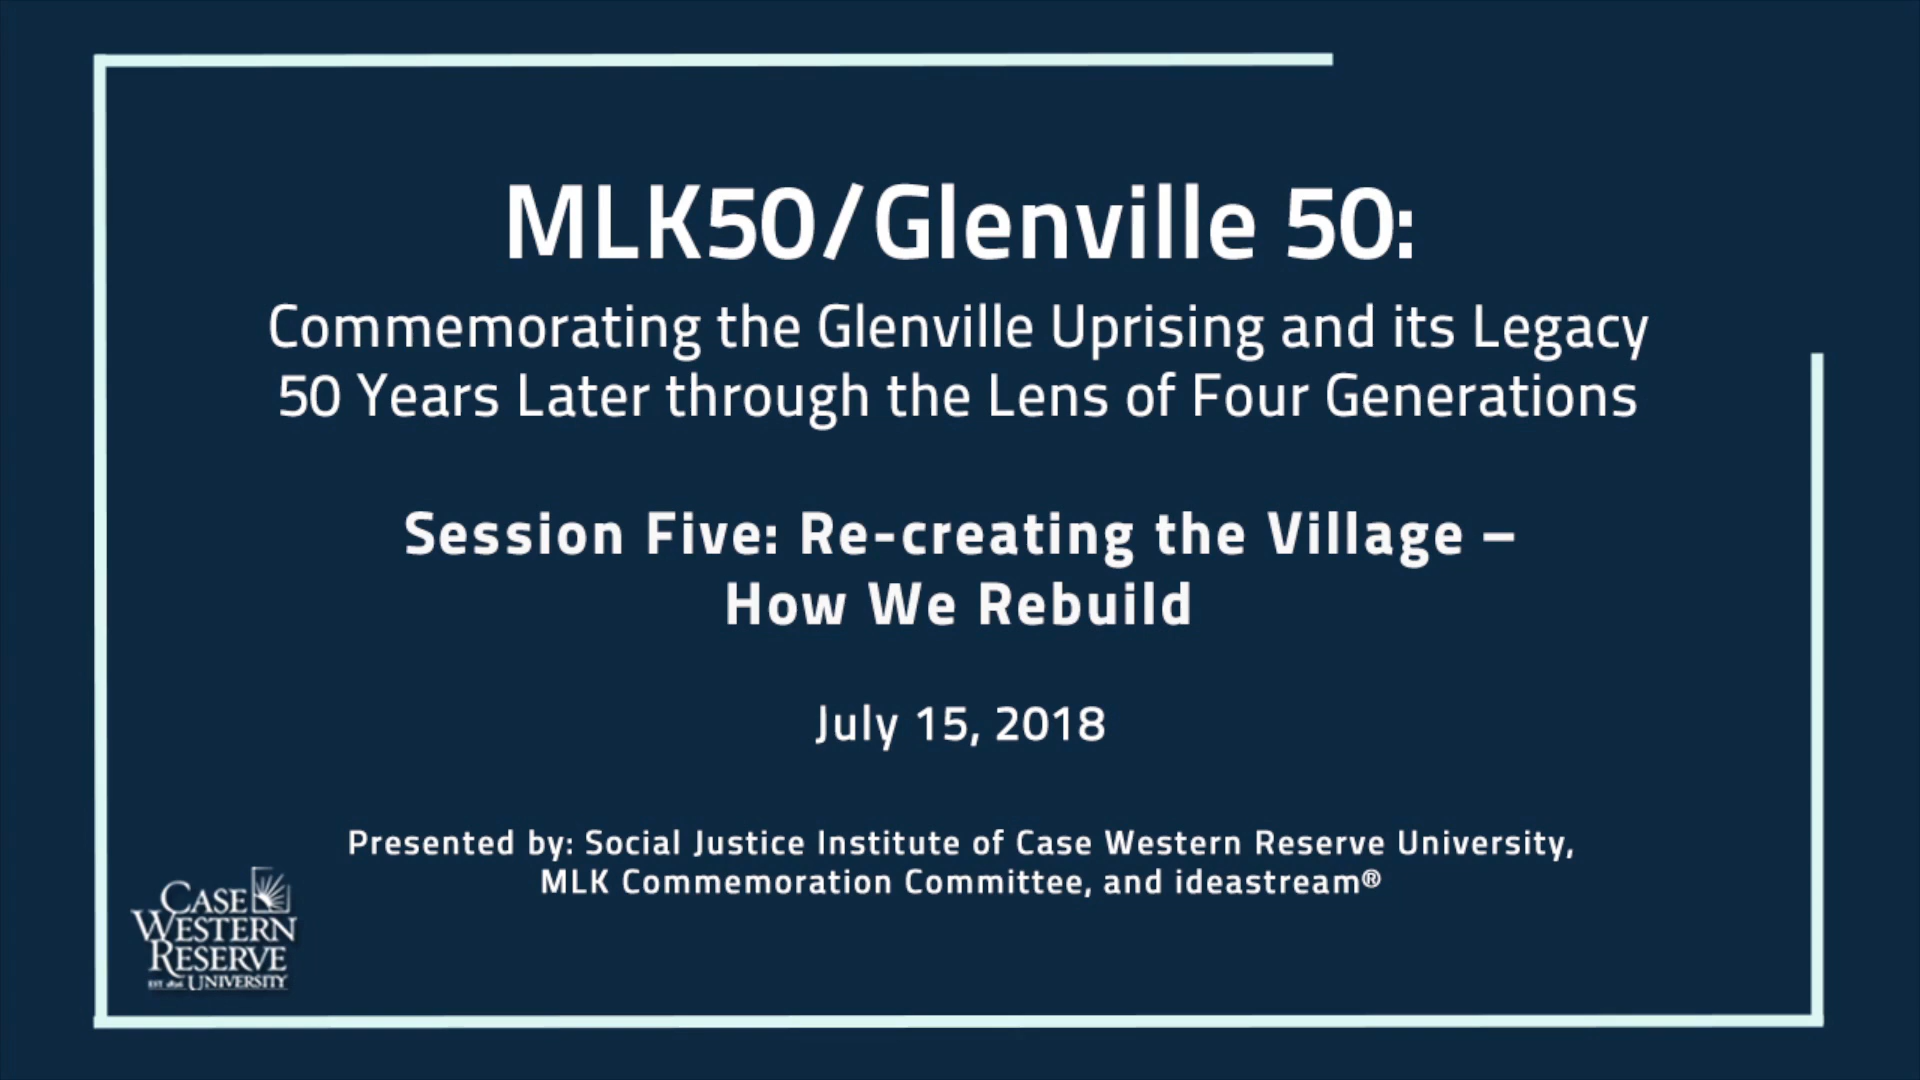 MLK50/Glenville 50:
Commemorating the Glenville Uprising and its Legacy
50 Years Later through the Lens of Four Generations
Session Five: Re-creating the Village –
How We Rebuild
July 15, 2018
Presented by: Social Justice Institute of Case Western Reserve University,
MLK Commemoration Committee, and ideastream®
CASE
WESTERN
RESERVE
EST. 1826 UNIVERSITY